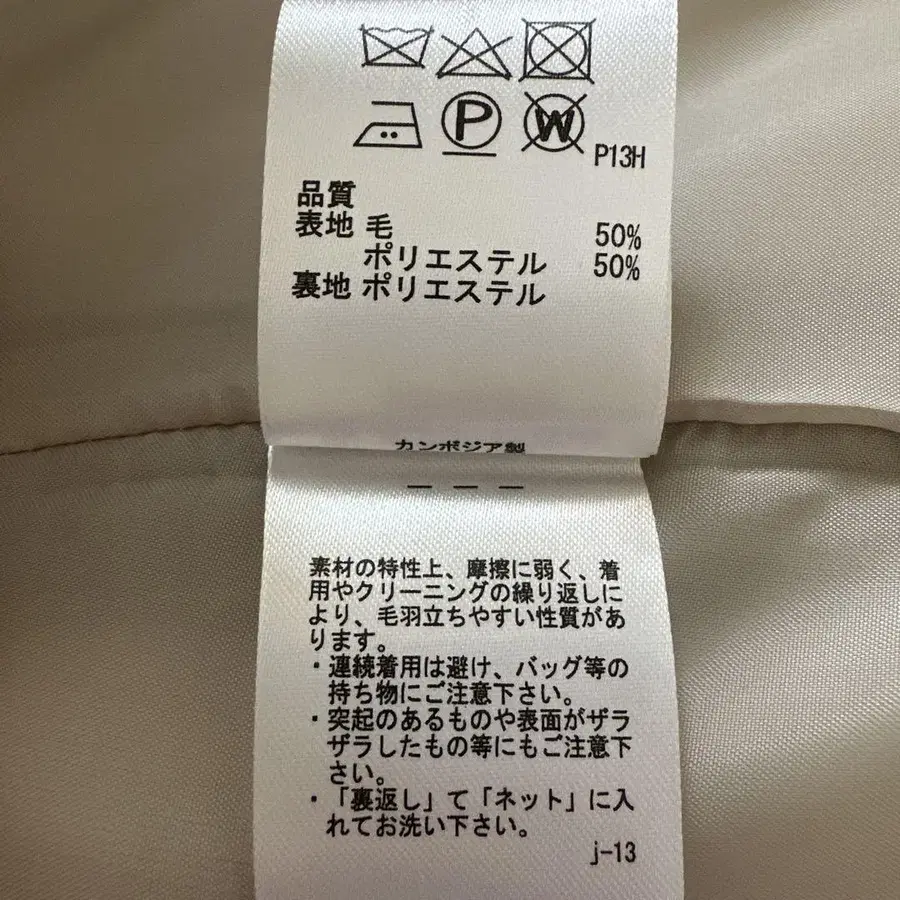 P
W
P13H
品質
表地 毛 50%
ポリエステル 50%
裏地 ポリエステル
カンボジア製
— — —
素材の特性上、摩擦に弱く、着
用やクリーニングの繰り返しに
より、毛羽立ちやすい性質があ
ります。
・連続着用は避け、バッグ等の
持ち物にご注意下さい。
・突起のあるものや表面がザラ
ザラしたもの等にもご注意下
さい。
・「裏返し」て「ネット」に入
れてお洗い下さい。
j-13